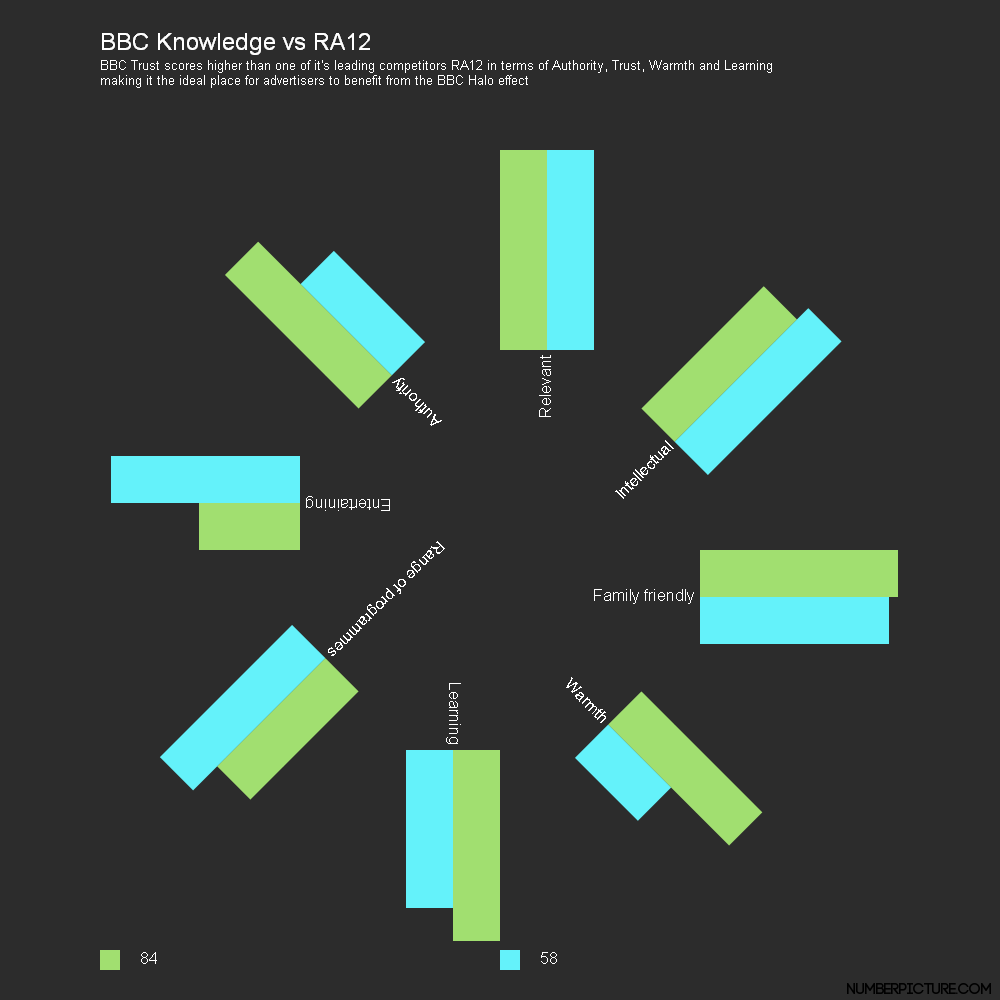 BBC Knowledge vs RA12
BBC Trust scores higher than one of it's leading competitors RA12 in terms of Authority, Trust, Warmth and Learning
making it the ideal place for advertisers to benefit from the BBC Halo effect
Relevant
Authority
Intellectual
Entertaining
Range of programmes
Family friendly
Warmth
Learning
84
58
NUMBERPICTURE.COM